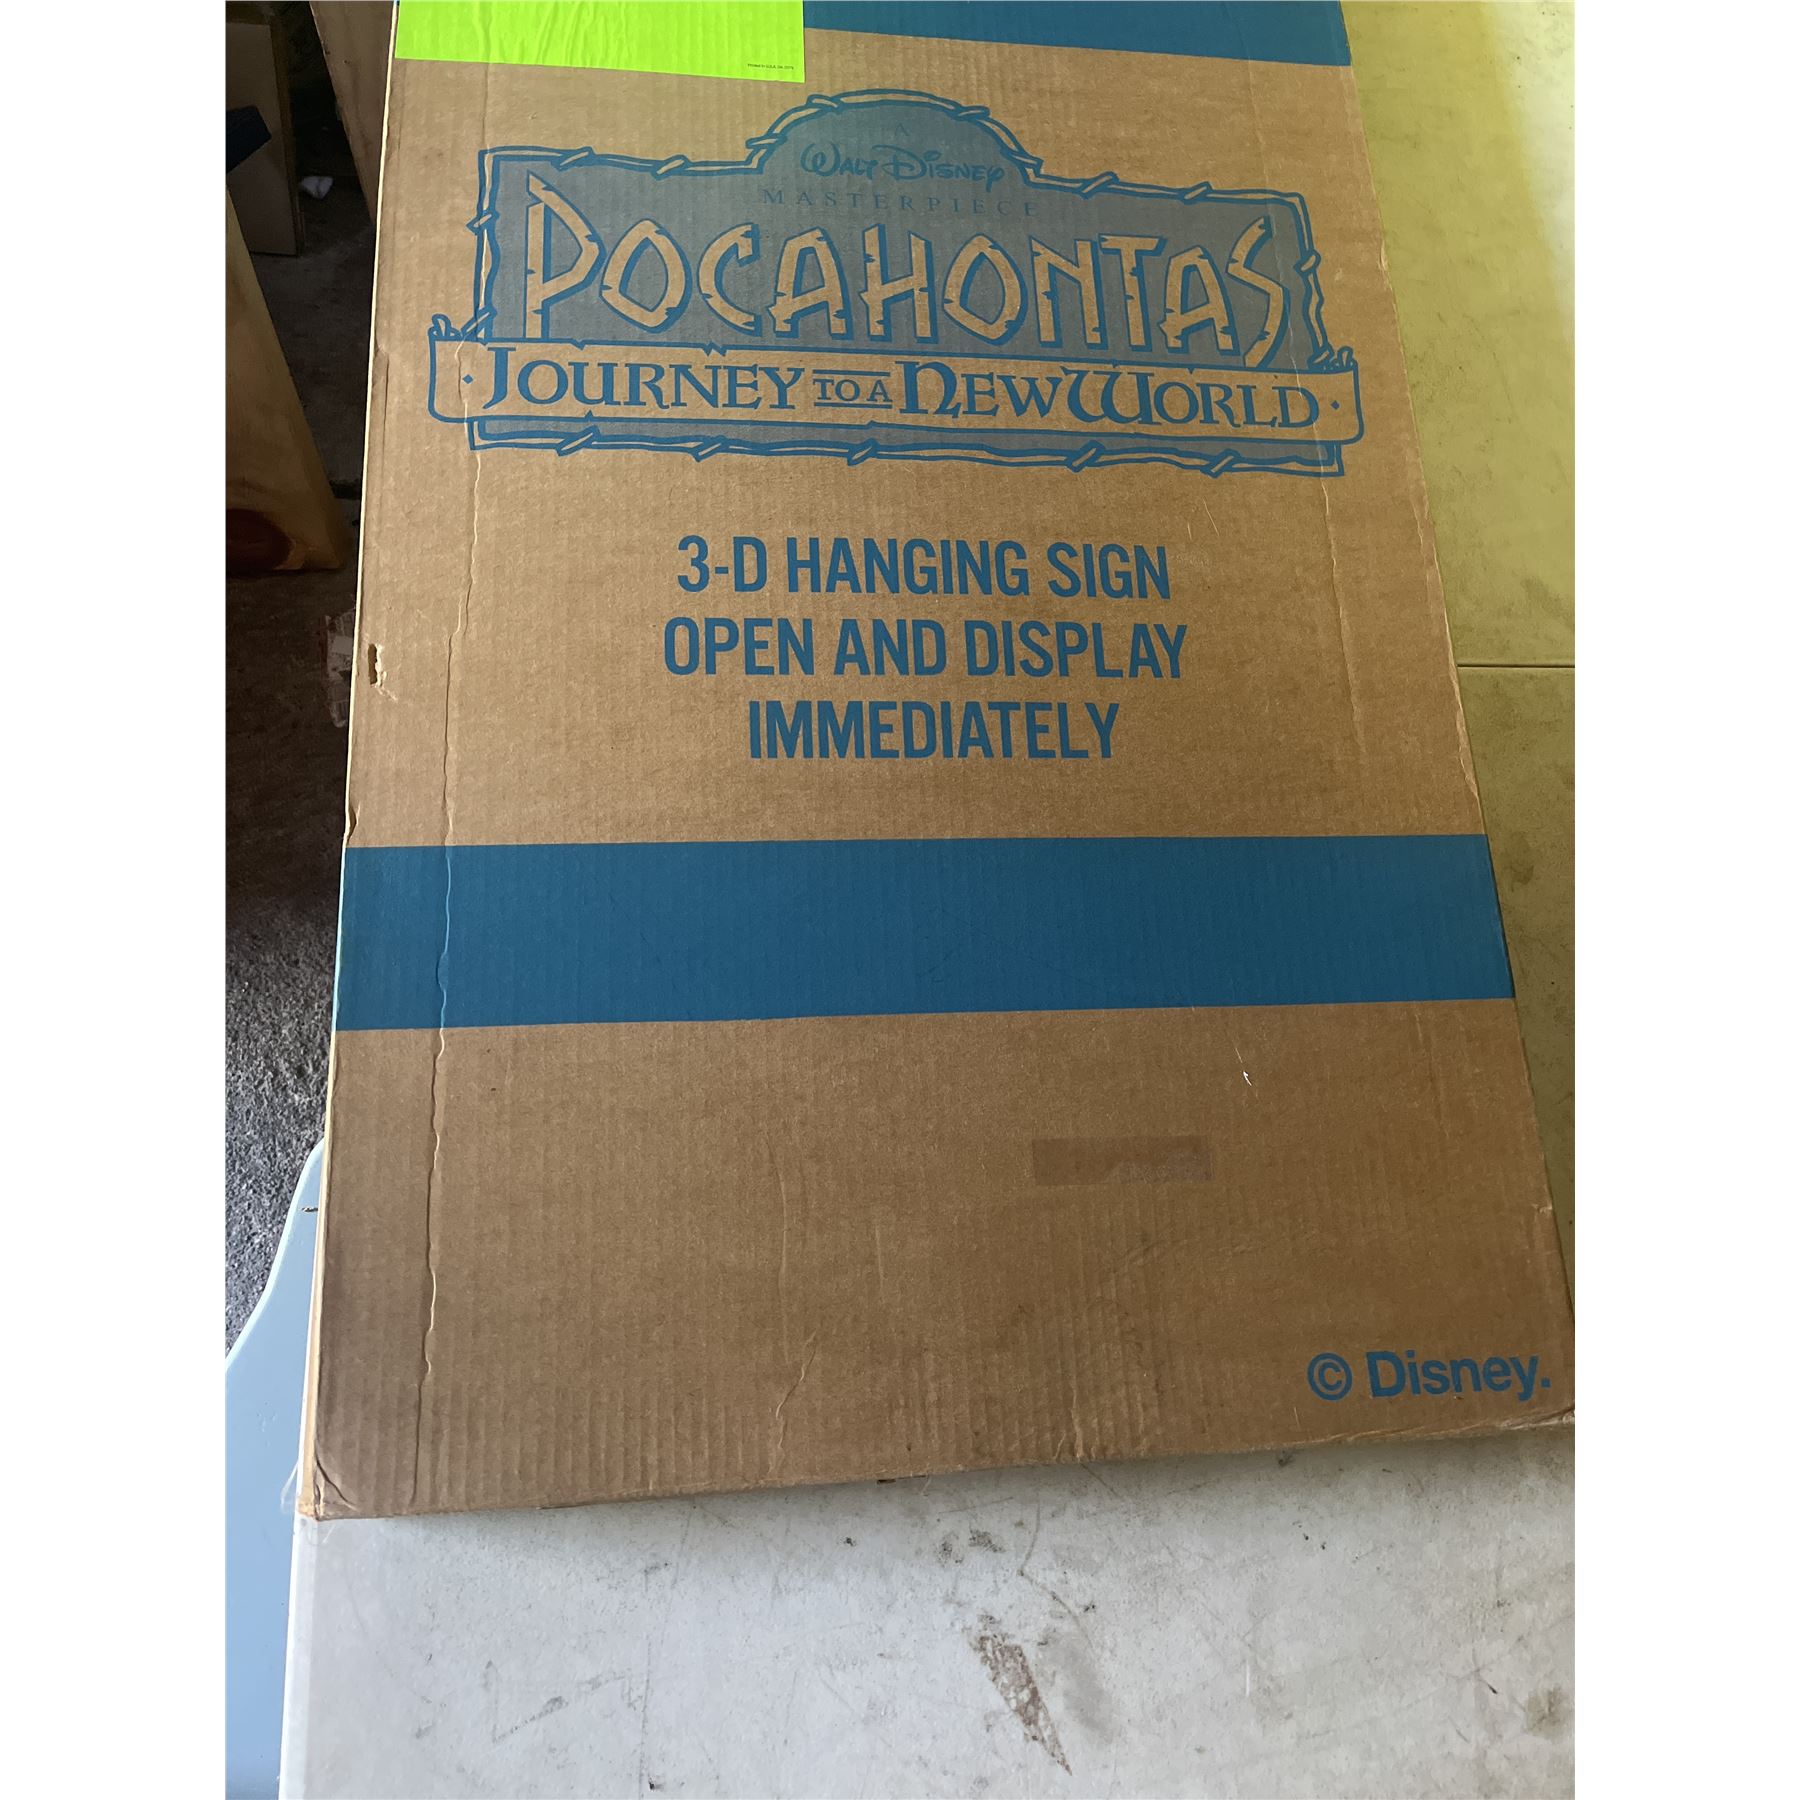 A
WALT DISNEY
MASTERPIECE
POCAHONTAS
·JOURNEY TO A NEW WORLD·
3-D HANGING SIGN
OPEN AND DISPLAY
IMMEDIATELY
© Disney.